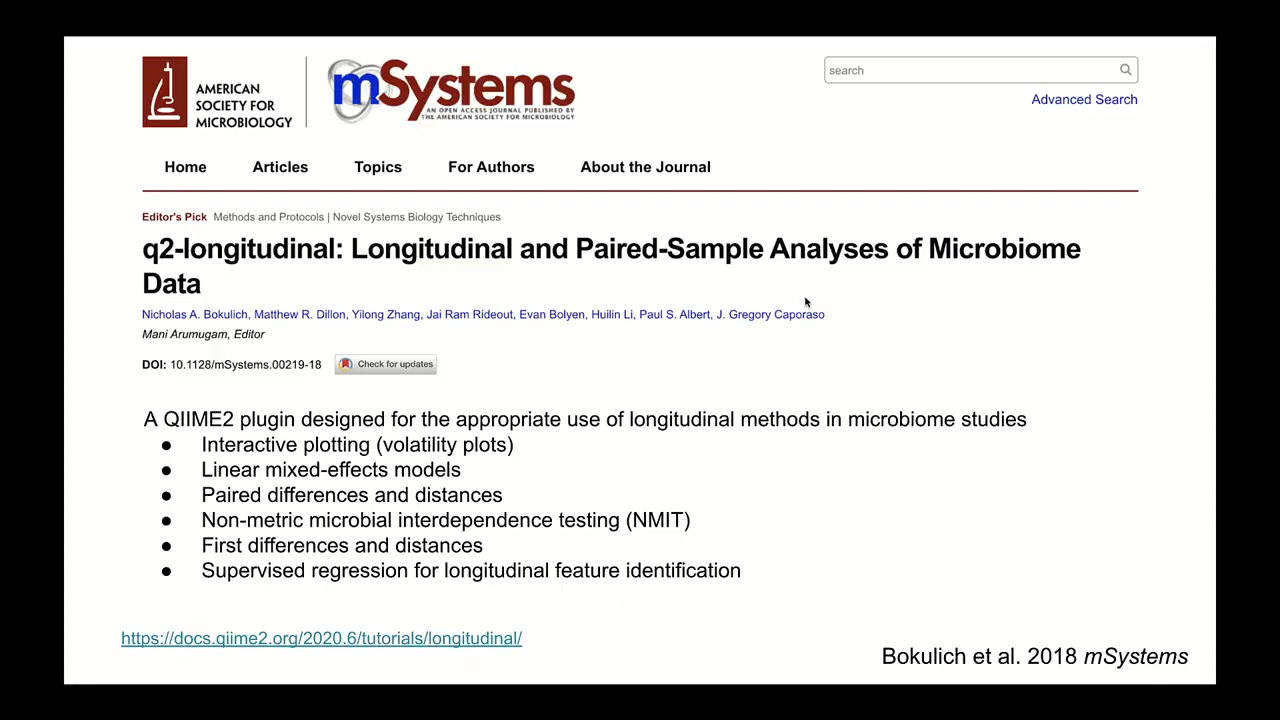 AMERICAN
SOCIETY FOR
MICROBIOLOGY
mSystems
AN OPEN ACCESS JOURNAL PUBLISHED BY
THE AMERICAN SOCIETY FOR MICROBIOLOGY
search
Advanced Search
Home Articles Topics For Authors About the Journal
Editor's Pick Methods and Protocols | Novel Systems Biology Techniques
q2-longitudinal: Longitudinal and Paired-Sample Analyses of Microbiome
Data
Nicholas A. Bokulich, Matthew R. Dillon, Yilong Zhang, Jai Ram Rideout, Evan Bolyen, Huilin Li, Paul S. Albert, J. Gregory Caporaso
Mani Arumugam, Editor
DOI: 10.1128/mSystems.00219-18 Check for updates
A QIIME2 plugin designed for the appropriate use of longitudinal methods in microbiome studies
● Interactive plotting (volatility plots)
● Linear mixed-effects models
● Paired differences and distances
● Non-metric microbial interdependence testing (NMIT)
● First differences and distances
● Supervised regression for longitudinal feature identification
https://docs.qiime2.org/2020.6/tutorials/longitudinal/
Bokulich et al. 2018 mSystems